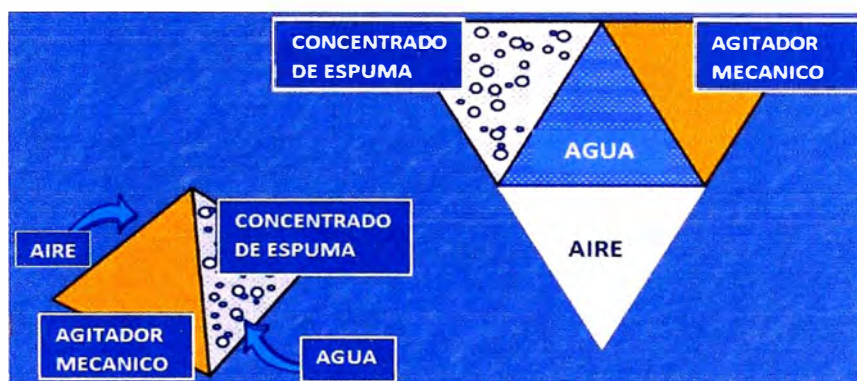 CONCENTRADO
DE ESPUMA
AGITADOR
MECANICO
AGUA
AIRE
CONCENTRADO
DE ESPUMA
AIRE
AGITADOR
MECANICO
AGUA